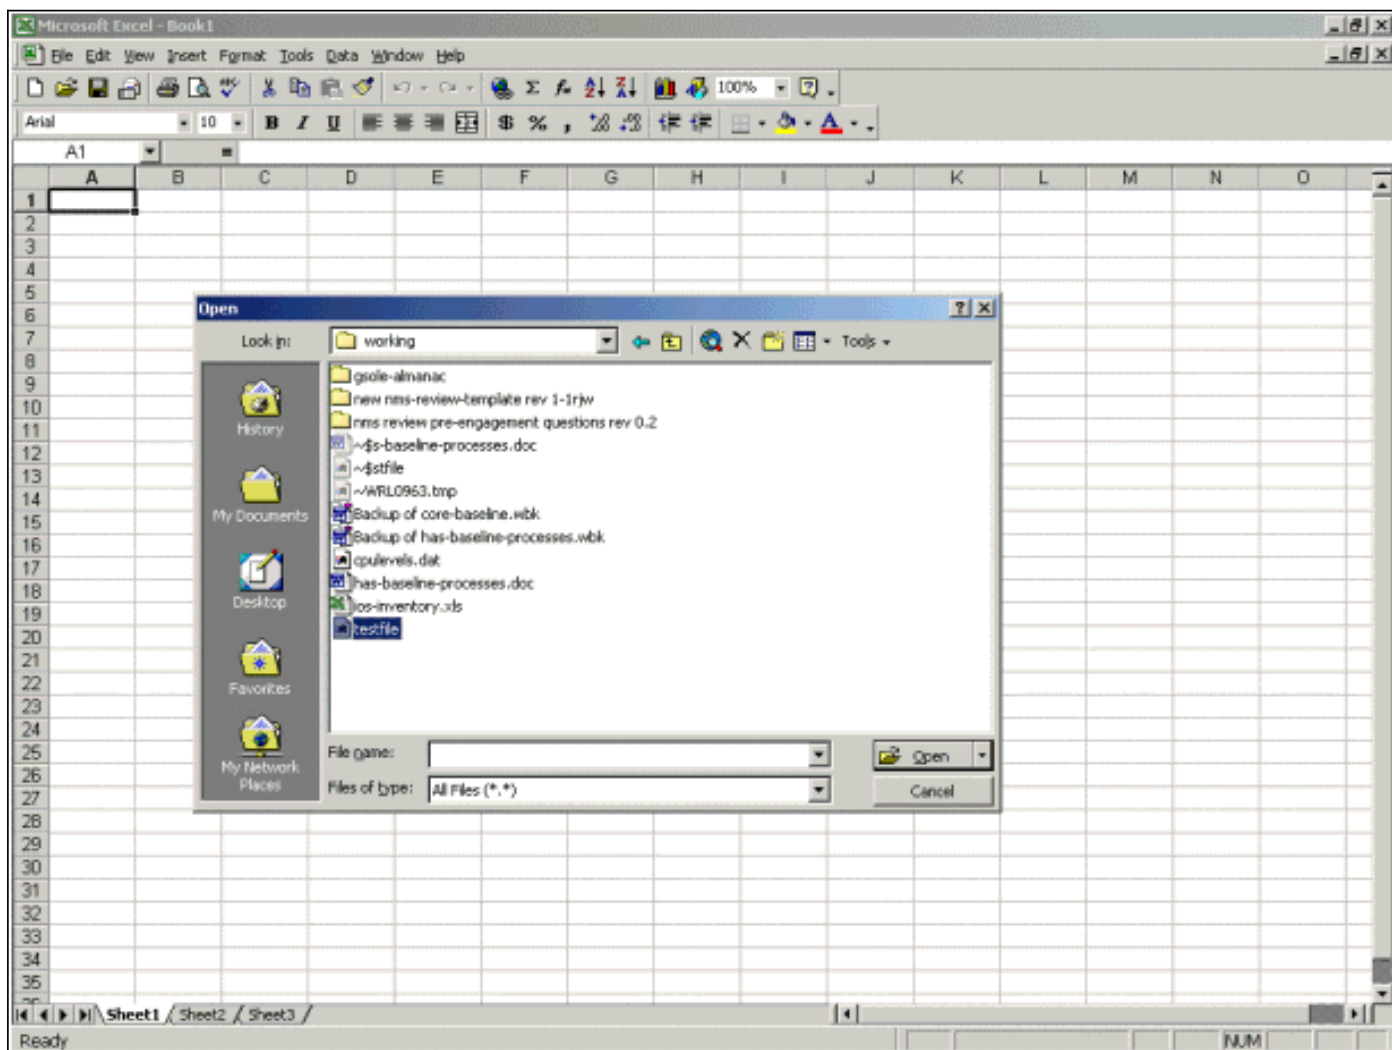 Microsoft Excel - Book1
File Edit View Insert Format Tools Data Window Help
100%
Arial 10 B I U $ % ,
A1 =
A B C D E F G H I J K L M N O
1
2
3
4
5
Open
6
7
Look in: working Tools
8
gsole-almanac
9
new nms-review-template rev 1-1rjw
10
History
nms review pre-engagement questions rev 0.2
11
~$s-baseline-processes.doc
12
~$stfile
13
~WRL0963.tmp
14
My Documents
Backup of core-baseline.wbk
15
Backup of has-baseline-processes.wbk
16
cpulevels.dat
17
has-baseline-processes.doc
18
Desktop
ios-inventory.xls
19
testfile
20
21
22
Favorites
23
24
File name: Open
25
My Network Places
26
Files of type: All Files (*.*) Cancel
27
28
29
30
31
32
33
34
35
Sheet1 Sheet2 Sheet3
Ready NUM